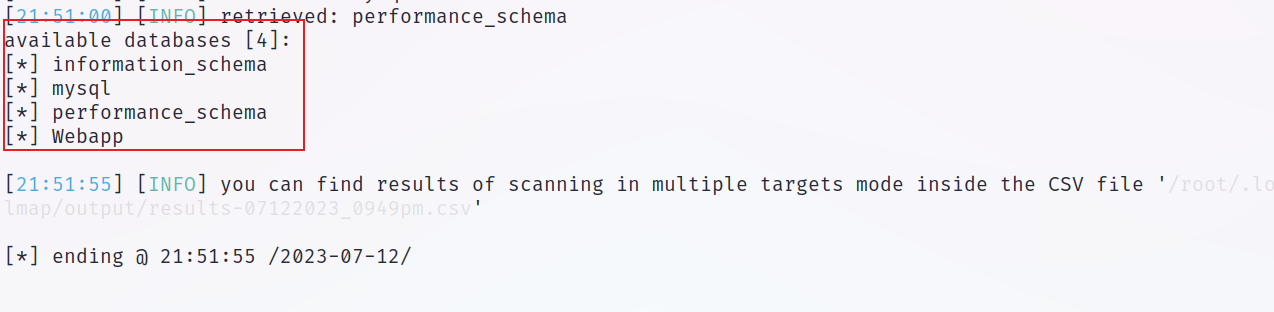 [21:51:00] [INFO] retrieved: performance_schema
available databases [4]:
[*] information_schema
[*] mysql
[*] performance_schema
[*] Webapp
[21:51:55] [INFO] you can find results of scanning in multiple targets mode inside the CSV file '/root/.lo
lmap/output/results-07122023_0949pm.csv'
[*] ending @ 21:51:55 /2023-07-12/